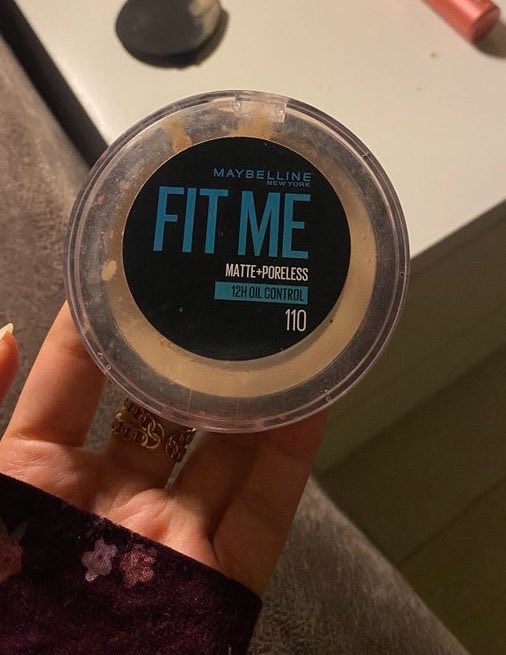 MAYBELLINE
NEW YORK
FIT ME
MATTE+PORELESS
12H OIL CONTROL
110